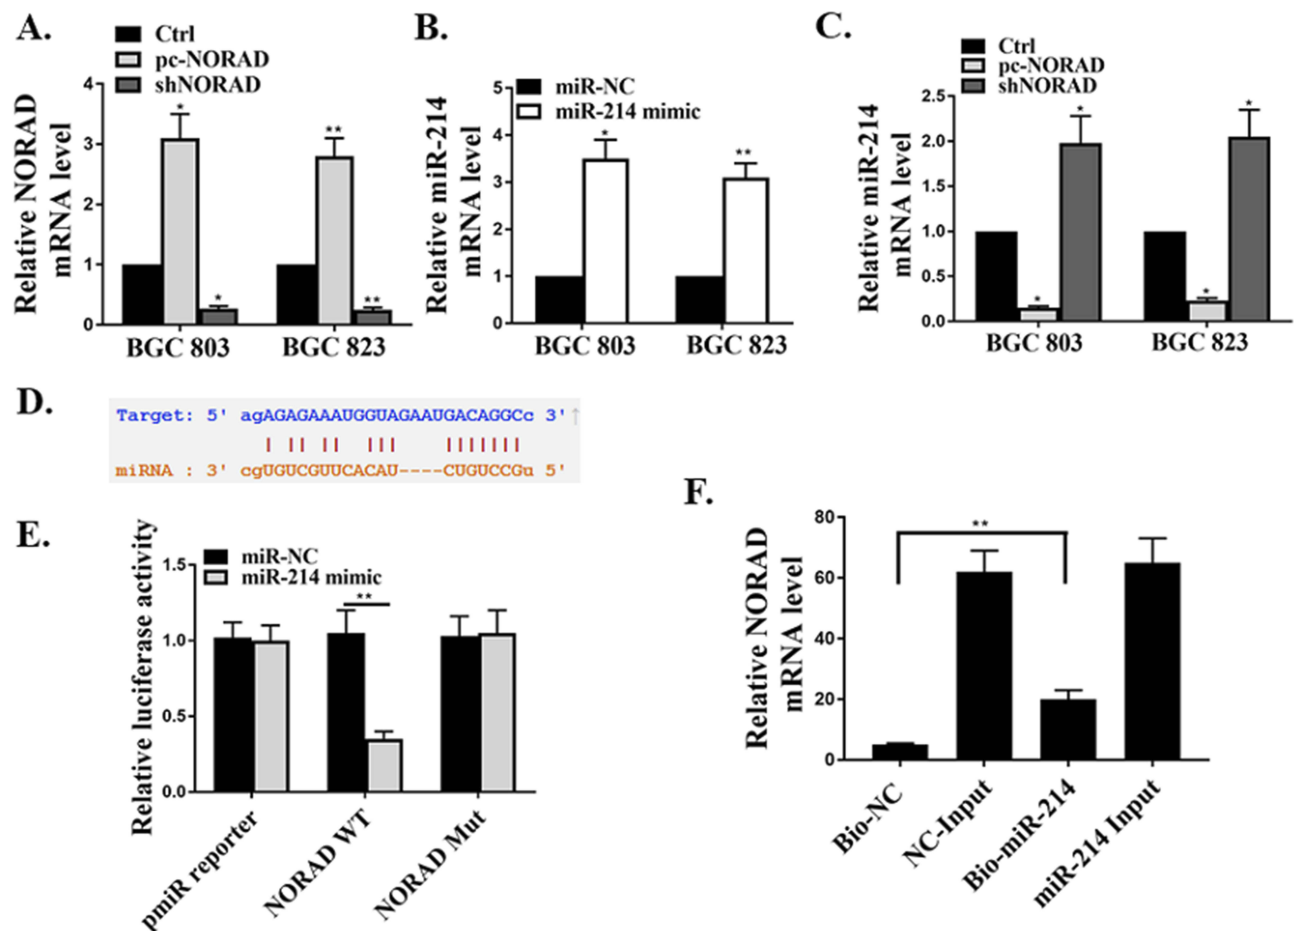 A.
Ctrl
pc-NORAD
shNORAD
Relative NORAD
mRNA level
4
3
2
1
0
*
*
**
**
BGC 803
BGC 823
B.
miR-NC
miR-214 mimic
Relative miR-214
mRNA level
5
4
3
2
1
0
*
**
BGC 803
BGC 823
C.
Ctrl
pc-NORAD
shNORAD
Relative miR-214
mRNA level
2.5
2.0
1.5
1.0
0.5
0.0
*
*
*
*
BGC 803
BGC 823
D.
Target: 5' agAGAGAAAUGGUAGAAUGACAGGCc 3'↑
miRNA : 3' cgUGUCGUUCACAU----CUGUCCGu 5'
E.
miR-NC
miR-214 mimic
Relative luciferase activity
1.5
1.0
0.5
0.0
**
pmiR reporter
NORAD WT
NORAD Mut
F.
Relative NORAD
mRNA level
80
60
40
20
0
**
Bio-NC
NC-Input
Bio-miR-214
miR-214 Input